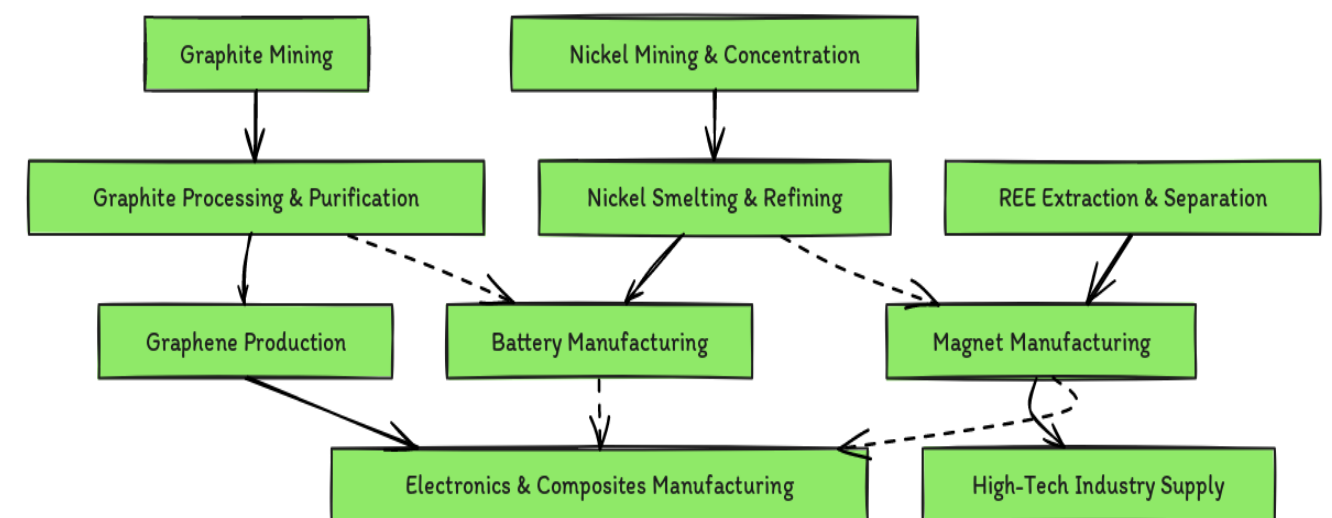 Graphite Mining
Nickel Mining & Concentration
Graphite Processing & Purification
Nickel Smelting & Refining
REE Extraction & Separation
Graphene Production
Battery Manufacturing
Magnet Manufacturing
Electronics & Composites Manufacturing
High-Tech Industry Supply